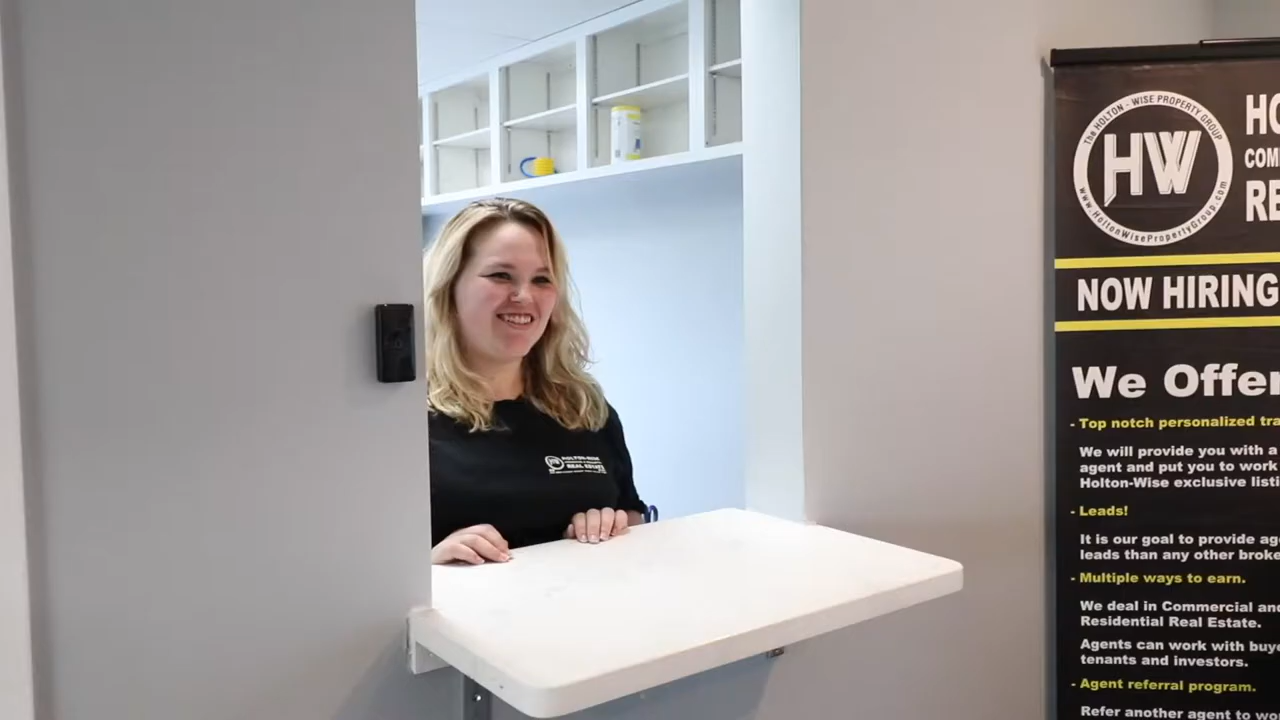 The HOLTON - WISE PROPERTY GROUP
HW
www.HoltonWisePropertyGroup.com
HO
COM
RE
NOW HIRING
We Offer
- Top notch personalized tra
We will provide you with a
agent and put you to work
Holton-Wise exclusive listi
- Leads!
It is our goal to provide age
leads than any other broke
- Multiple ways to earn.
We deal in Commercial and
Residential Real Estate.
Agents can work with buye
tenants and investors.
- Agent referral program.
Refer another agent to wo
HOLTON-WISE
REAL ESTATE